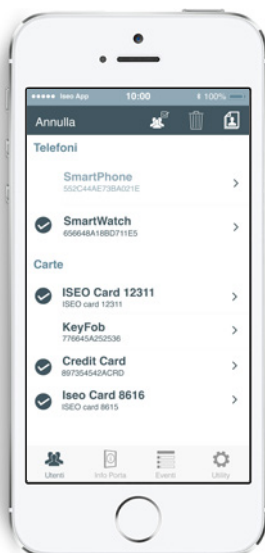 Iseo App 10:00 100%
Annulla
Telefoni
SmartPhone
552C44AE73BA021E
SmartWatch
656648A18BD711E5
Carte
ISEO Card 12311
ISEO card 12311
KeyFob
776645A252536
Credit Card
897354542ACRD
Iseo Card 8616
ISEO card 8615
Utenti Info Porta Eventi Utility